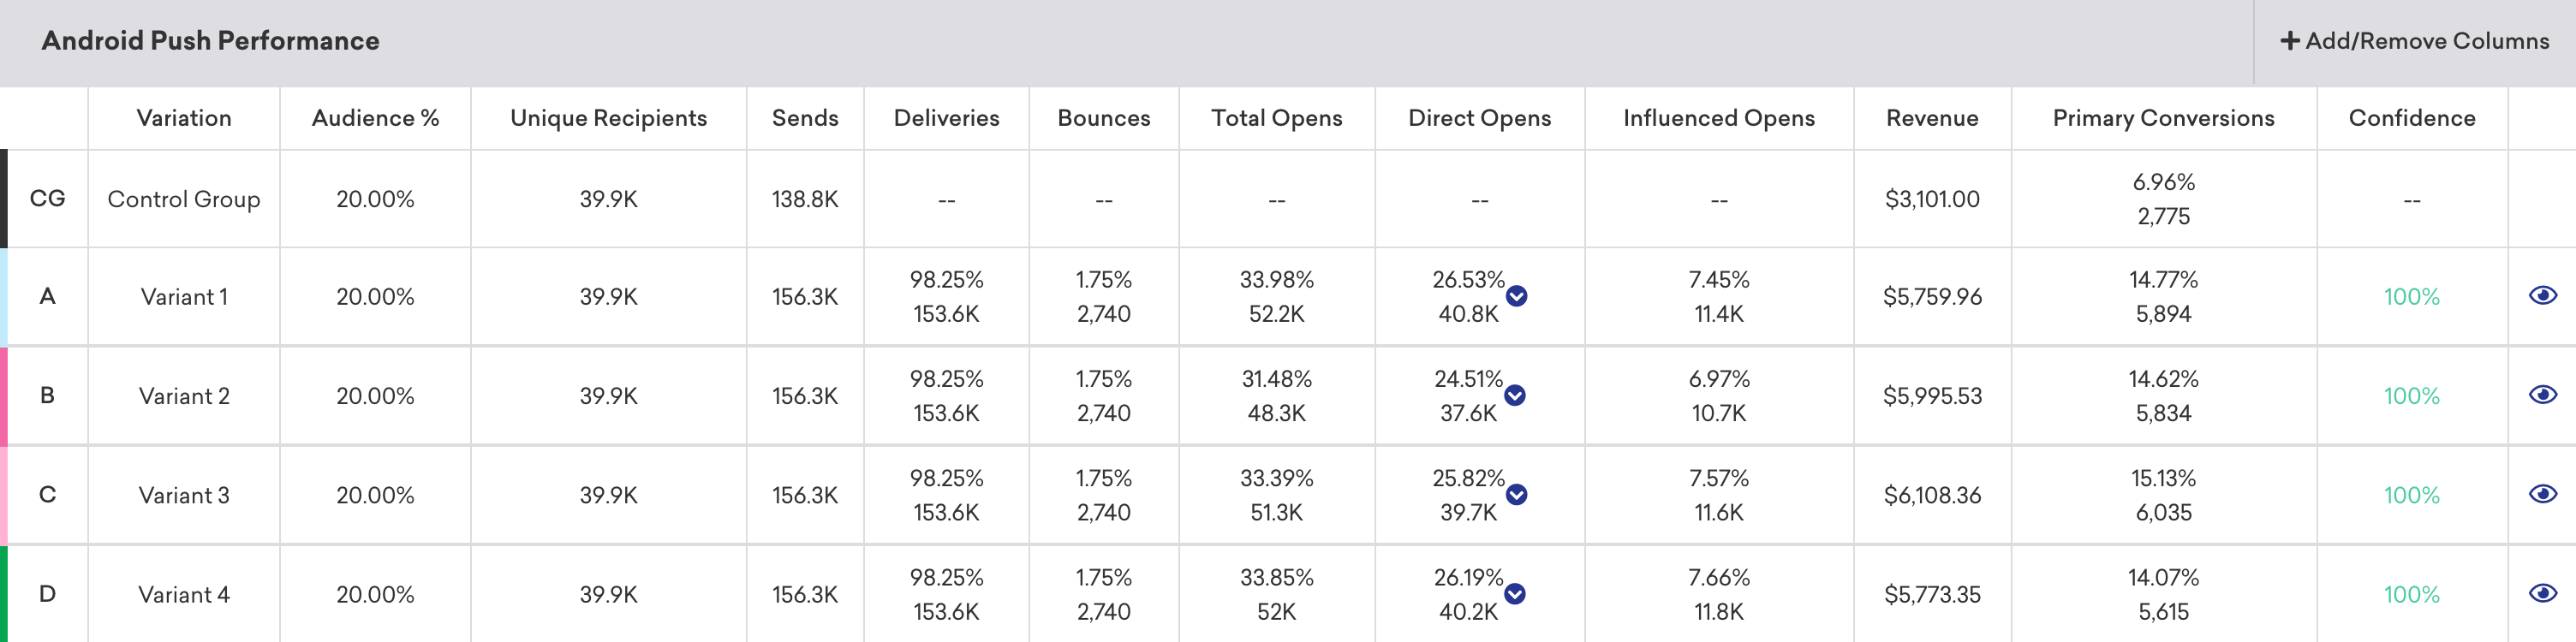 Android Push Performance
+ Add/Remove Columns
Variation Audience % Unique Recipients Sends Deliveries Bounces Total Opens Direct Opens Influenced Opens Revenue Primary Conversions Confidence
CG Control Group 20.00% 39.9K 138.8K -- -- -- -- -- $3,101.00 6.96% --
2,775
98.25% 1.75% 33.98% 26.53% 7.45% 14.77%
A Variant 1 20.00% 39.9K 156.3K $5,759.96 100%
153.6K 2,740 52.2K 40.8K 11.4K 5,894
98.25% 1.75% 31.48% 24.51% 6.97% 14.62%
B Variant 2 20.00% 39.9K 156.3K $5,995.53 100%
153.6K 2,740 48.3K 37.6K 10.7K 5,834
98.25% 1.75% 33.39% 25.82% 7.57% 15.13%
C Variant 3 20.00% 39.9K 156.3K $6,108.36 100%
153.6K 2,740 51.3K 39.7K 11.6K 6,035
98.25% 1.75% 33.85% 26.19% 7.66% 14.07%
D Variant 4 20.00% 39.9K 156.3K $5,773.35 100%
153.6K 2,740 52K 40.2K 11.8K 5,615